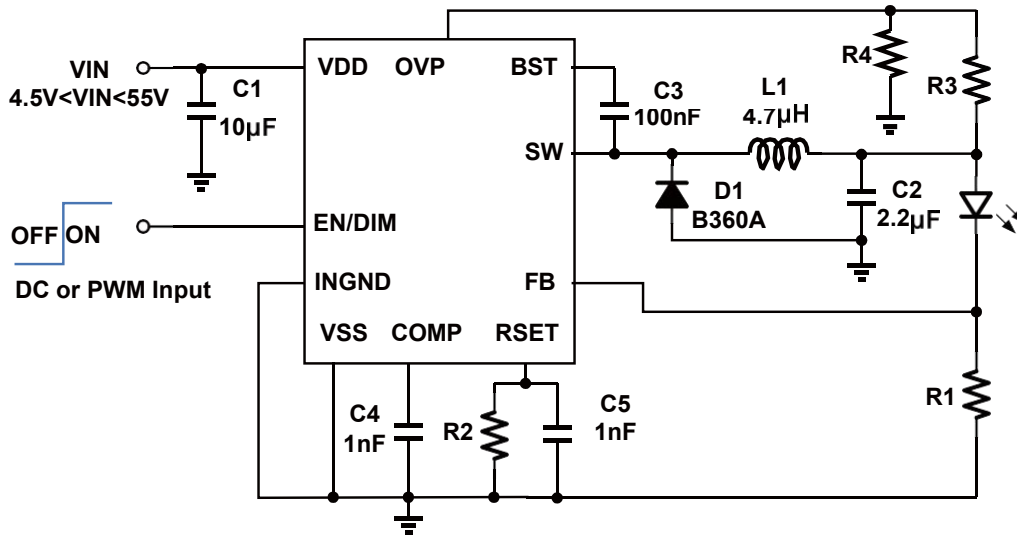 VIN
4.5V<VIN<55V
C1
10µF
VDD
OVP
BST
SW
C3
100nF
L1
4.7µH
R4
R3
D1
B360A
C2
2.2µF
OFF
ON
DC or PWM Input
EN/DIM
INGND
FB
VSS
COMP
RSET
C4
1nF
R2
C5
1nF
R1